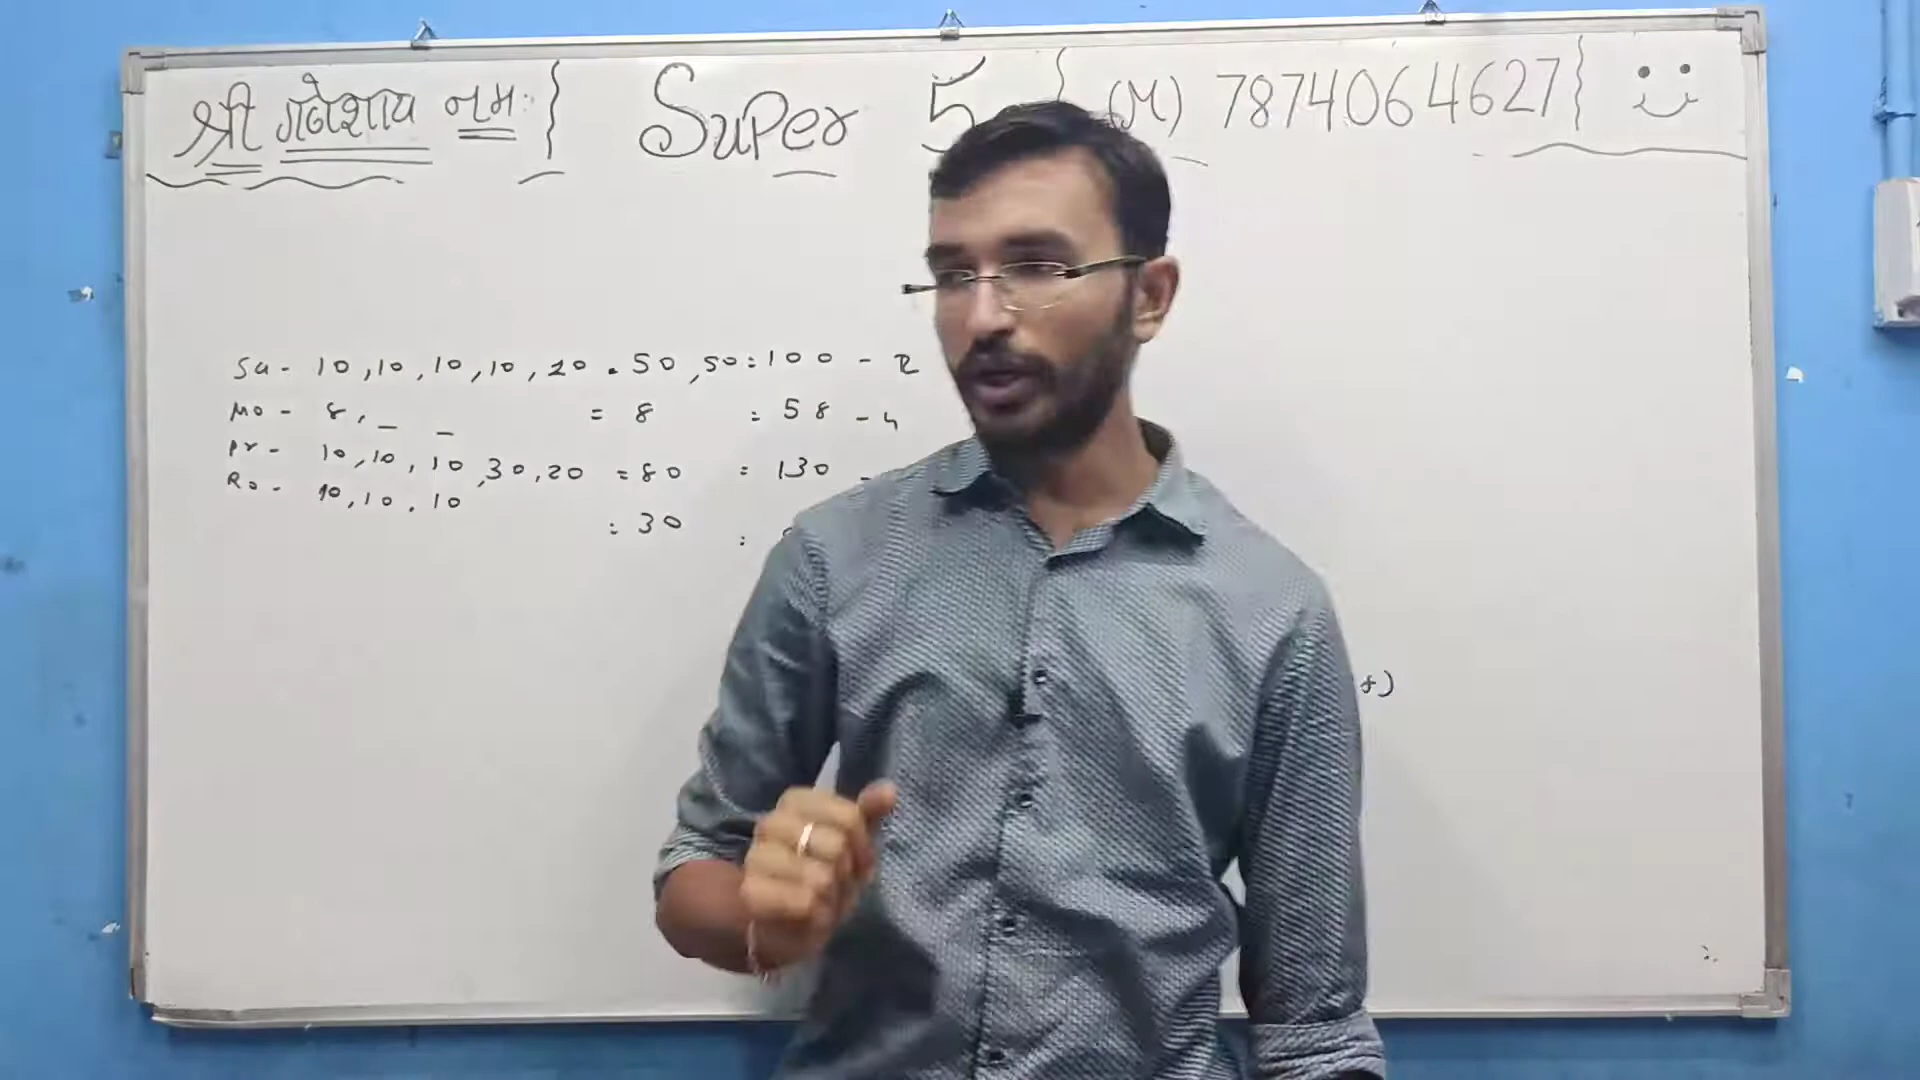 श्री गनेशाय नमः } Super 5 { (M) 7874064627 }
Su - 10, 10, 10, 10, 20 . 50, 50 = 100 - 2
Mo - 8, _ _ = 8 = 58 - 4
Pr - 10, 10, 10, 30, 20 = 80 = 130 -
Ro - 10, 10, 10 = 30 =